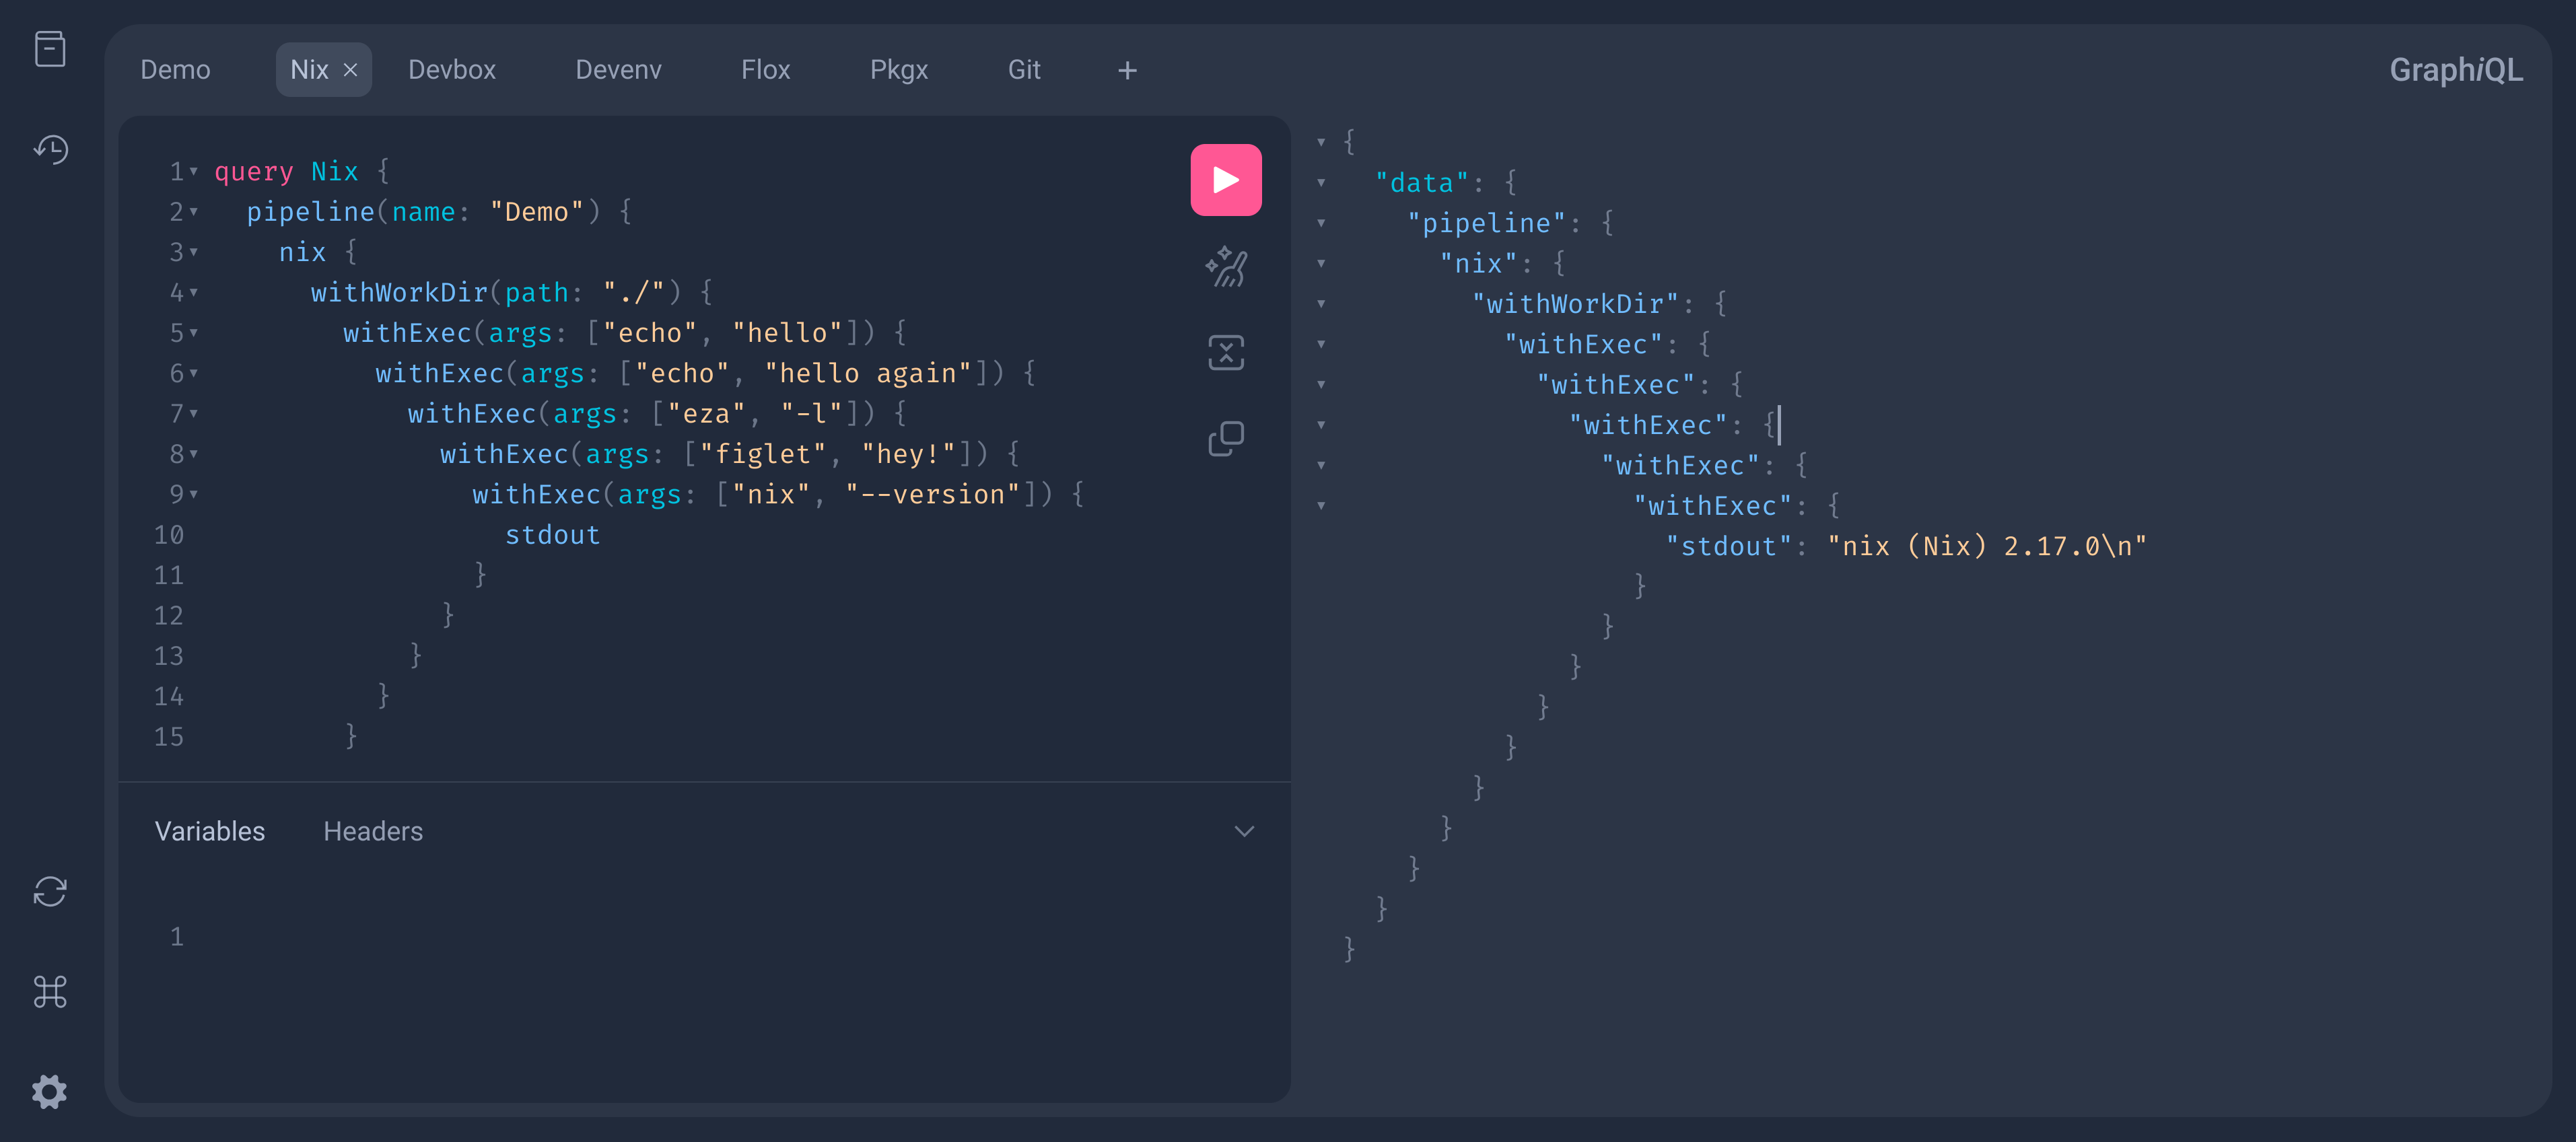 Demo Nix Devbox Devenv Flox Pkgx Git + GraphiQL
1 query Nix {
2 pipeline(name: "Demo") {
3 nix {
4 withWorkDir(path: "./") {
5 withExec(args: ["echo", "hello"]) {
6 withExec(args: ["echo", "hello again"]) {
7 withExec(args: ["eza", "-l"]) {
8 withExec(args: ["figlet", "hey!"]) {
9 withExec(args: ["nix", "--version"]) {
10 stdout
11 }
12 }
13 }
14 }
15 }
Variables Headers
1
{
"data": {
"pipeline": {
"nix": {
"withWorkDir": {
"withExec": {
"withExec": {
"withExec": {
"withExec": {
"withExec": {
"stdout": "nix (Nix) 2.17.0\n"
}
}
}
}
}
}
}
}
}
}